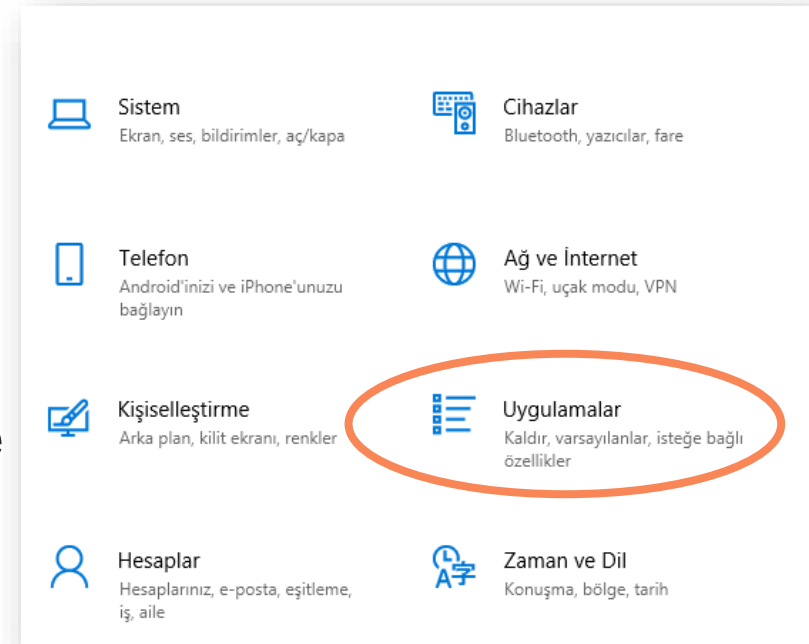 Sistem
Ekran, ses, bildirimler, aç/kapa
Cihazlar
Bluetooth, yazıcılar, fare
Telefon
Android'inizi ve iPhone'unuzu
bağlayın
Ağ ve İnternet
Wi-Fi, uçak modu, VPN
Kişiselleştirme
Arka plan, kilit ekranı, renkler
Uygulamalar
Kaldır, varsayılanlar, isteğe bağlı
özellikler
Hesaplar
Hesaplarınız, e-posta, eşitleme,
iş, aile
Zaman ve Dil
Konuşma, bölge, tarih